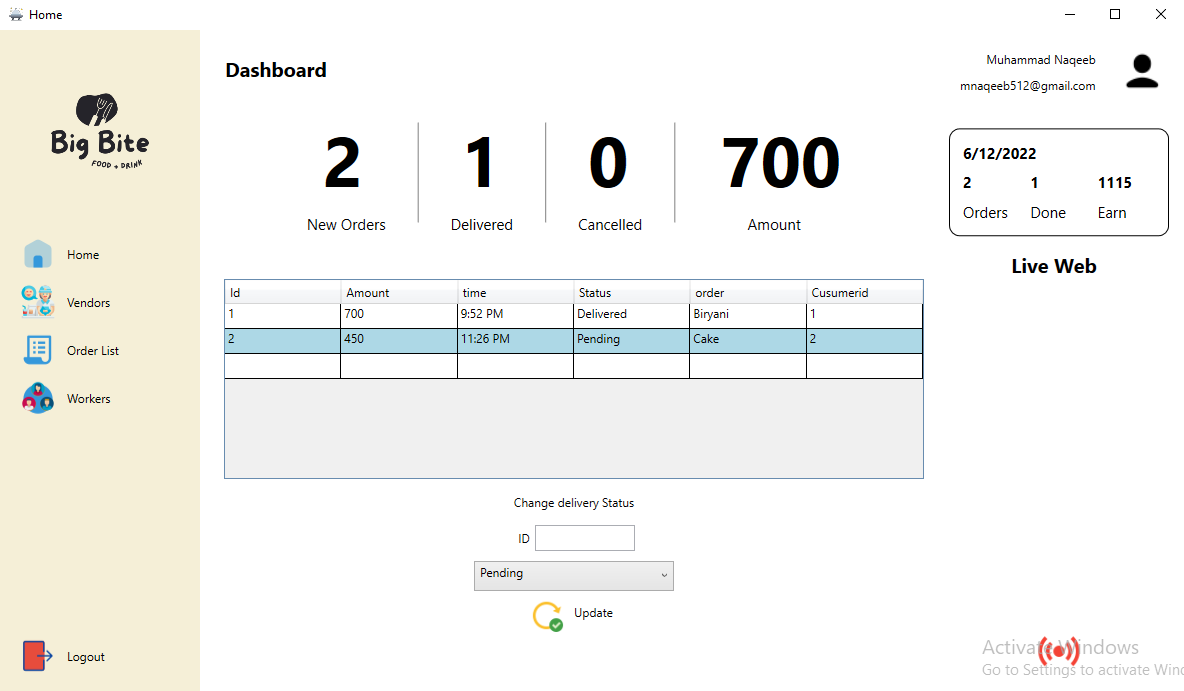 Home
Big Bite
FOOD + DRINK
Home
Vendors
Order List
Workers
Logout
Dashboard
Muhammad Naqeeb
mnaqeeb512@gmail.com
2 1 0 700
New Orders Delivered Cancelled Amount
6/12/2022
2 1 1115
Orders Done Earn
Live Web
Id Amount time Status order Cusumerid
1 700 9:52 PM Delivered Biryani 1
2 450 11:26 PM Pending Cake 2
Change delivery Status
ID
Pending
Update
Activate Windows
Go to Settings to activate Win